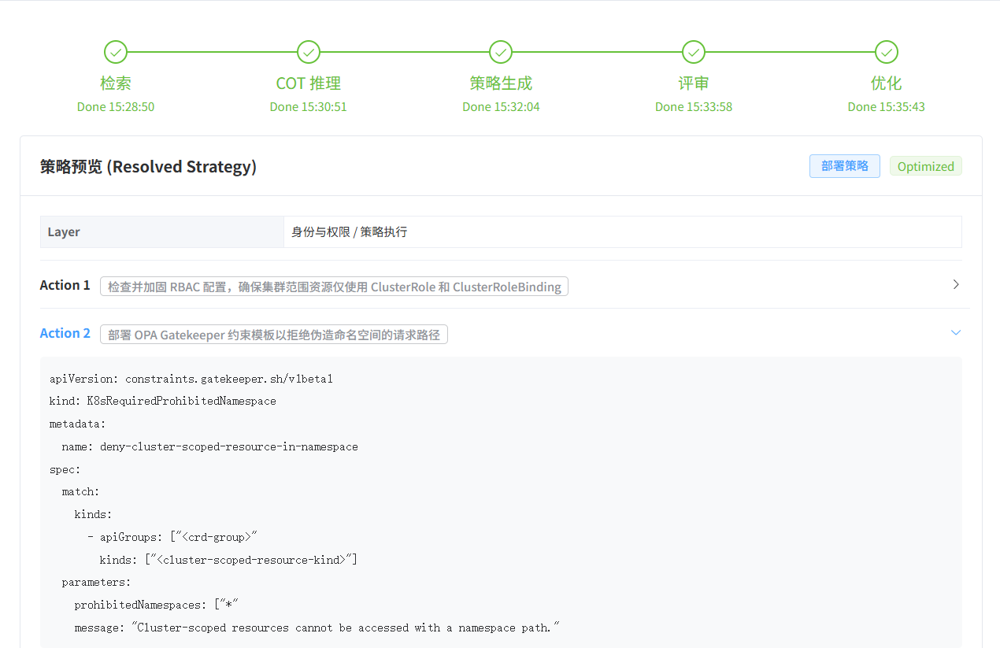 检索
Done 15:28:50
COT 推理
Done 15:30:51
策略生成
Done 15:32:04
评审
Done 15:33:58
优化
Done 15:35:43
策略预览 (Resolved Strategy)
部署策略
Optimized
Layer
身份与权限 / 策略执行
Action 1
检查并加固 RBAC 配置，确保集群范围资源仅使用 ClusterRole 和 ClusterRoleBinding
Action 2
部署 OPA Gatekeeper 约束模板以拒绝伪造命名空间的请求路径
apiVersion: constraints.gatekeeper.sh/v1beta1
kind: K8sRequiredProhibitedNamespace
metadata:
  name: deny-cluster-scoped-resource-in-namespace
spec:
  match:
    kinds:
      - apiGroups: ["<crd-group>"
        kinds: ["<cluster-scoped-resource-kind>"]
  parameters:
    prohibitedNamespaces: ["*"
    message: "Cluster-scoped resources cannot be accessed with a namespace path."